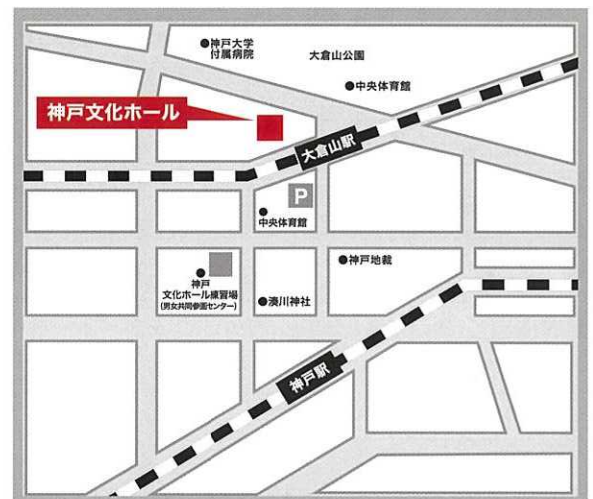 神戸大学
付属病院
大倉山公園
中央体育館
神戸文化ホール
大倉山駅
P
中央体育館
神戸
文化ホール練習場
(男女共同参画センター)
神戸地裁
湊川神社
神戸駅